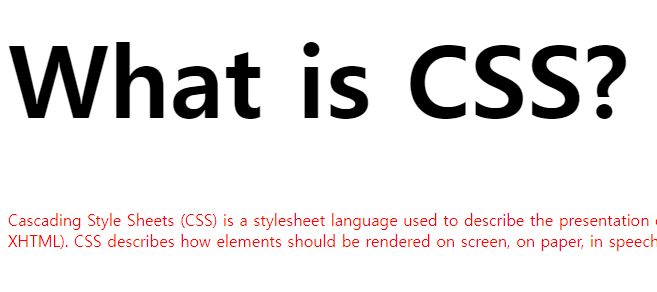 What is CSS?
Cascading Style Sheets (CSS) is a stylesheet language used to describe the presentation
XHTML). CSS describes how elements should be rendered on screen, on paper, in speech